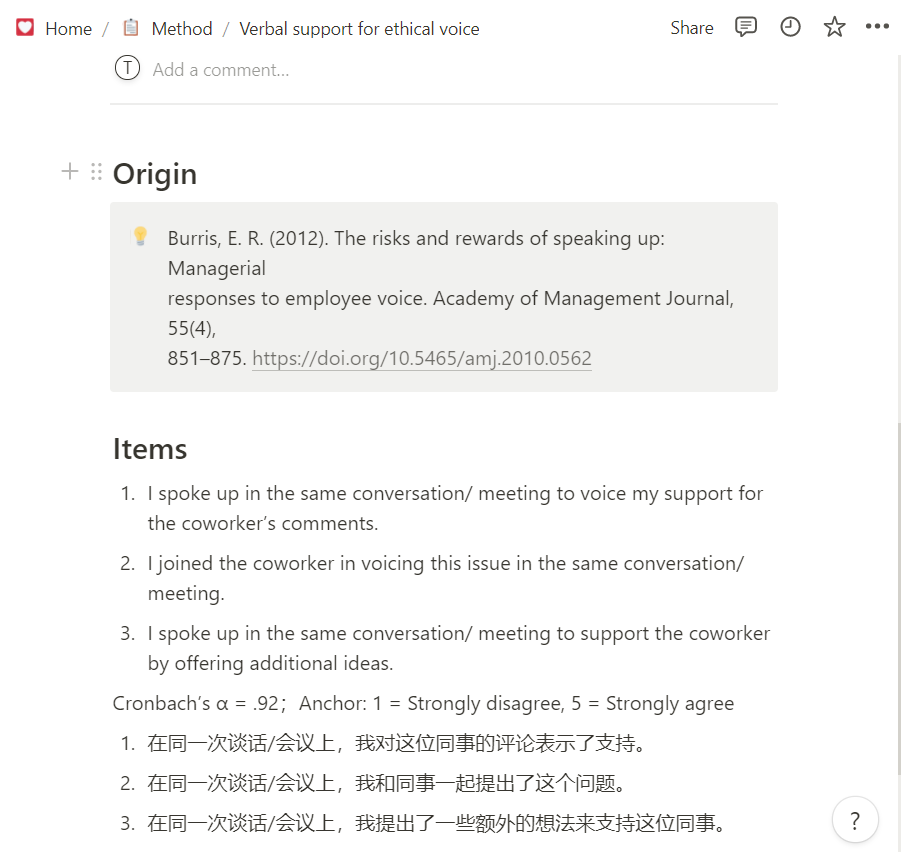 Home / Method / Verbal support for ethical voice Share
T Add a comment…
Origin
Burris, E. R. (2012). The risks and rewards of speaking up:
Managerial
responses to employee voice. Academy of Management Journal,
55(4),
851–875. https://doi.org/10.5465/amj.2010.0562
Items
1. I spoke up in the same conversation/ meeting to voice my support for
the coworker’s comments.
2. I joined the coworker in voicing this issue in the same conversation/
meeting.
3. I spoke up in the same conversation/ meeting to support the coworker
by offering additional ideas.
Cronbach’s α = .92；Anchor: 1 = Strongly disagree, 5 = Strongly agree
1. 在同一次谈话/会议上，我对这位同事的评论表示了支持。
2. 在同一次谈话/会议上，我和同事一起提出了这个问题。
3. 在同一次谈话/会议上，我提出了一些额外的想法来支持这位同事。
?